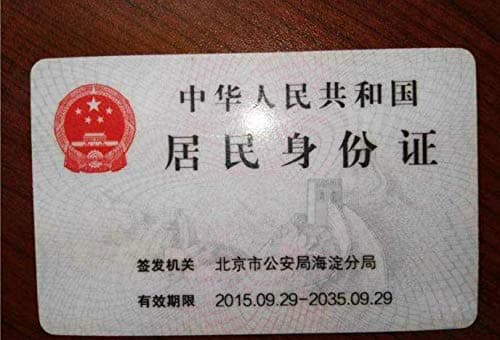 中华人民共和国
居民身份证
签发机关 北京市公安局海淀分局
有效期限 2015.09.29-2035.09.29